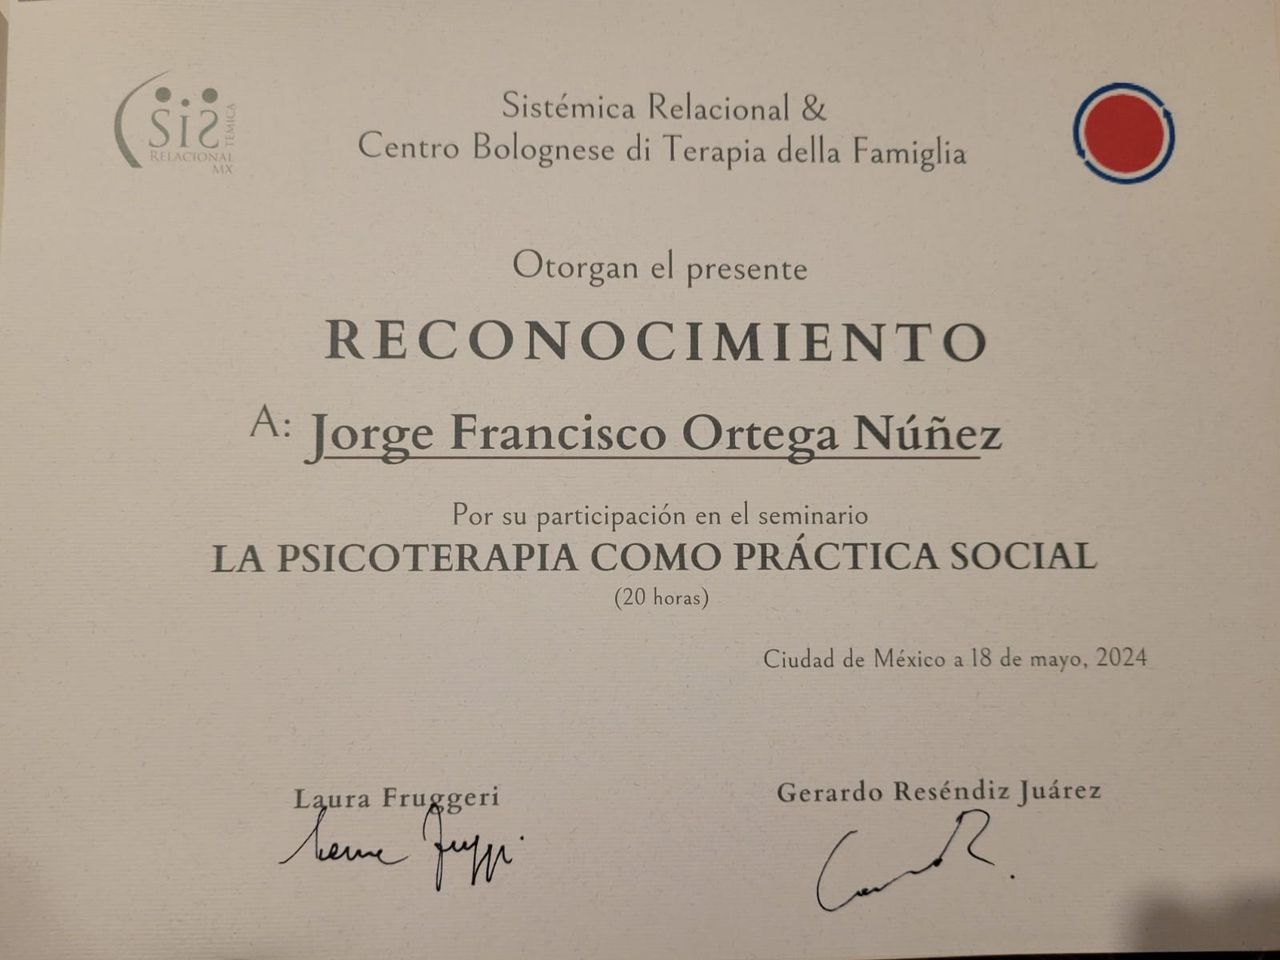 SiS
TEMICA
RELACIONAL
MX
Sistémica Relacional &
Centro Bolognese di Terapia della Famiglia
Otorgan el presente
RECONOCIMIENTO
A: Jorge Francisco Ortega Núñez
Por su participación en el seminario
LA PSICOTERAPIA COMO PRÁCTICA SOCIAL
(20 horas)
Ciudad de México a 18 de mayo, 2024
Laura Fruggeri
Gerardo Reséndiz Juárez